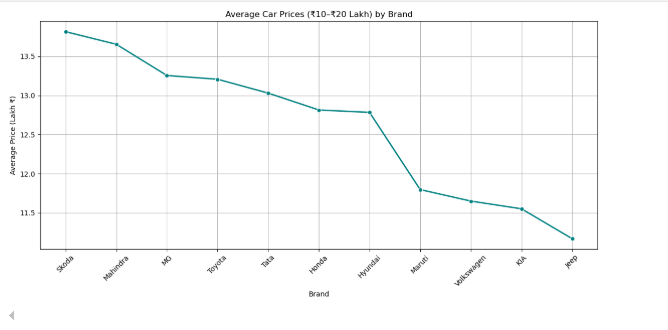 Average Car Prices (₹10–₹20 Lakh) by Brand
Average Price (Lakh ₹)
13.5
13.0
12.5
12.0
11.5
Skoda
Mahindra
MG
Toyota
Tata
Honda
Hyundai
Maruti
Volkswagen
KIA
Jeep
Brand